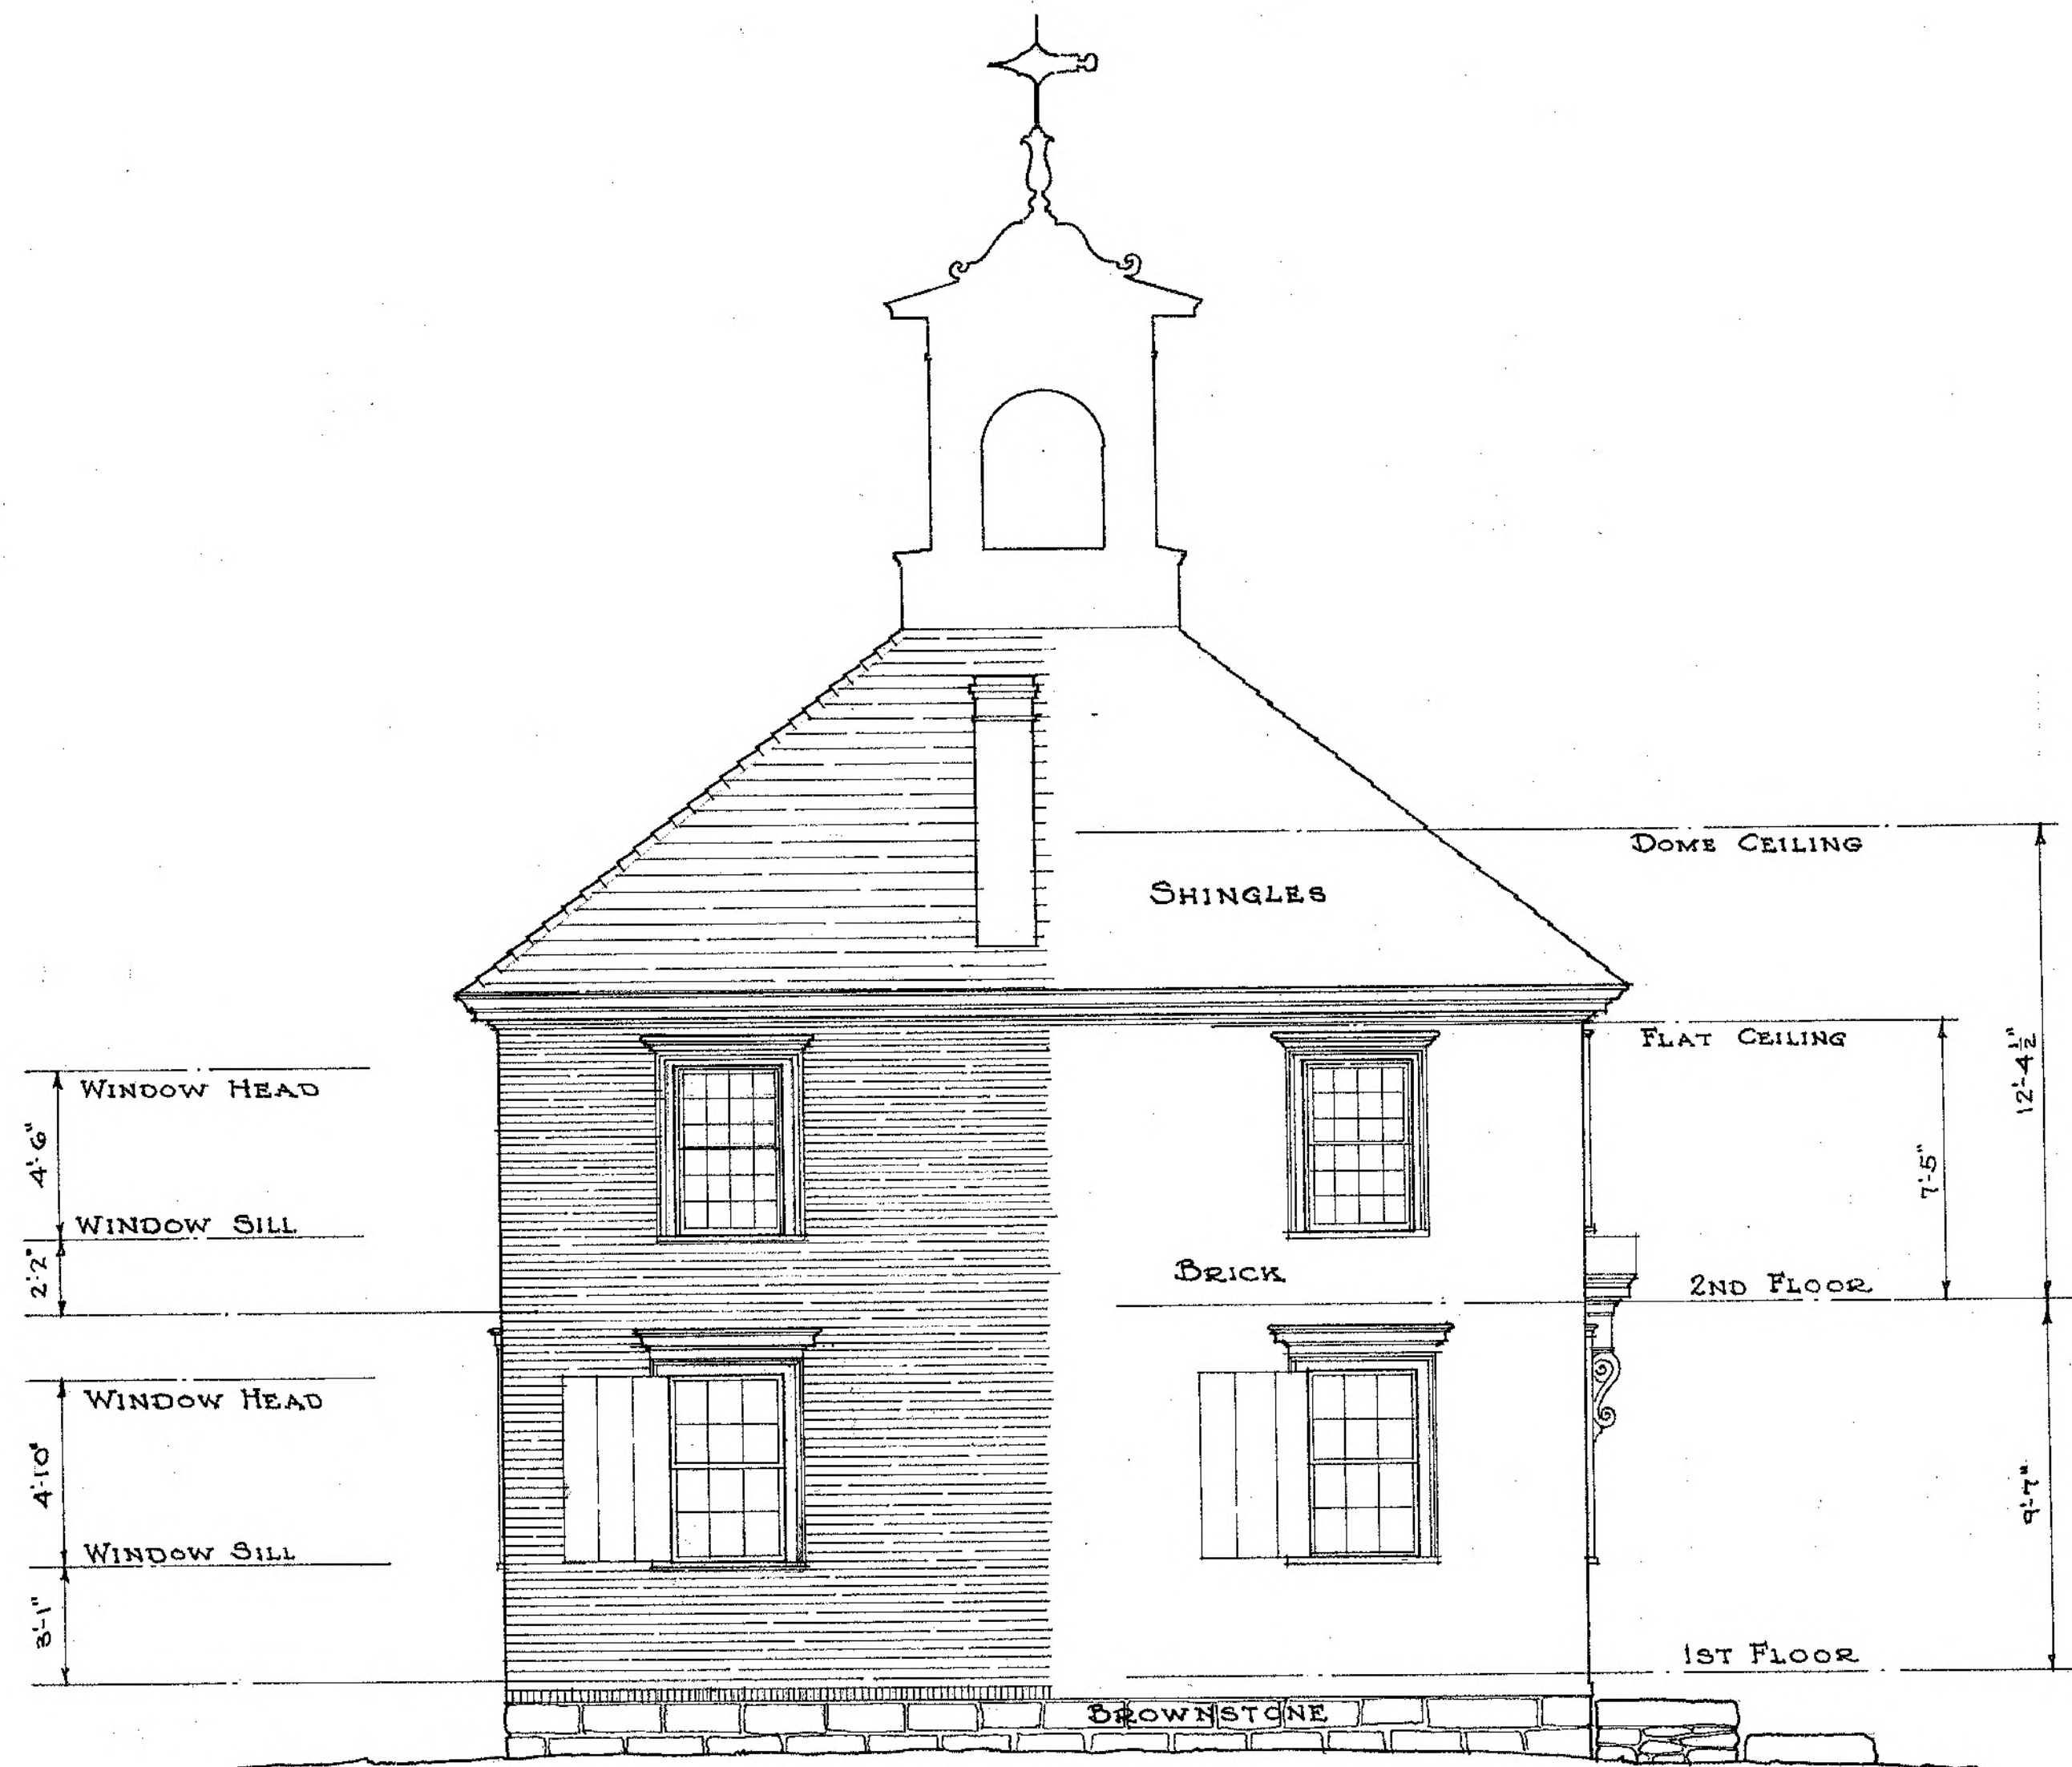 DOME CEILING
SHINGLES
FLAT CEILING
12'-4½"
WINDOW HEAD
4'-6"
7'-5"
WINDOW SILL
2'-2"
BRICK
2ND FLOOR
WINDOW HEAD
4'-10"
9'-7"
WINDOW SILL
3'-1"
1ST FLOOR
BROWNSTONE